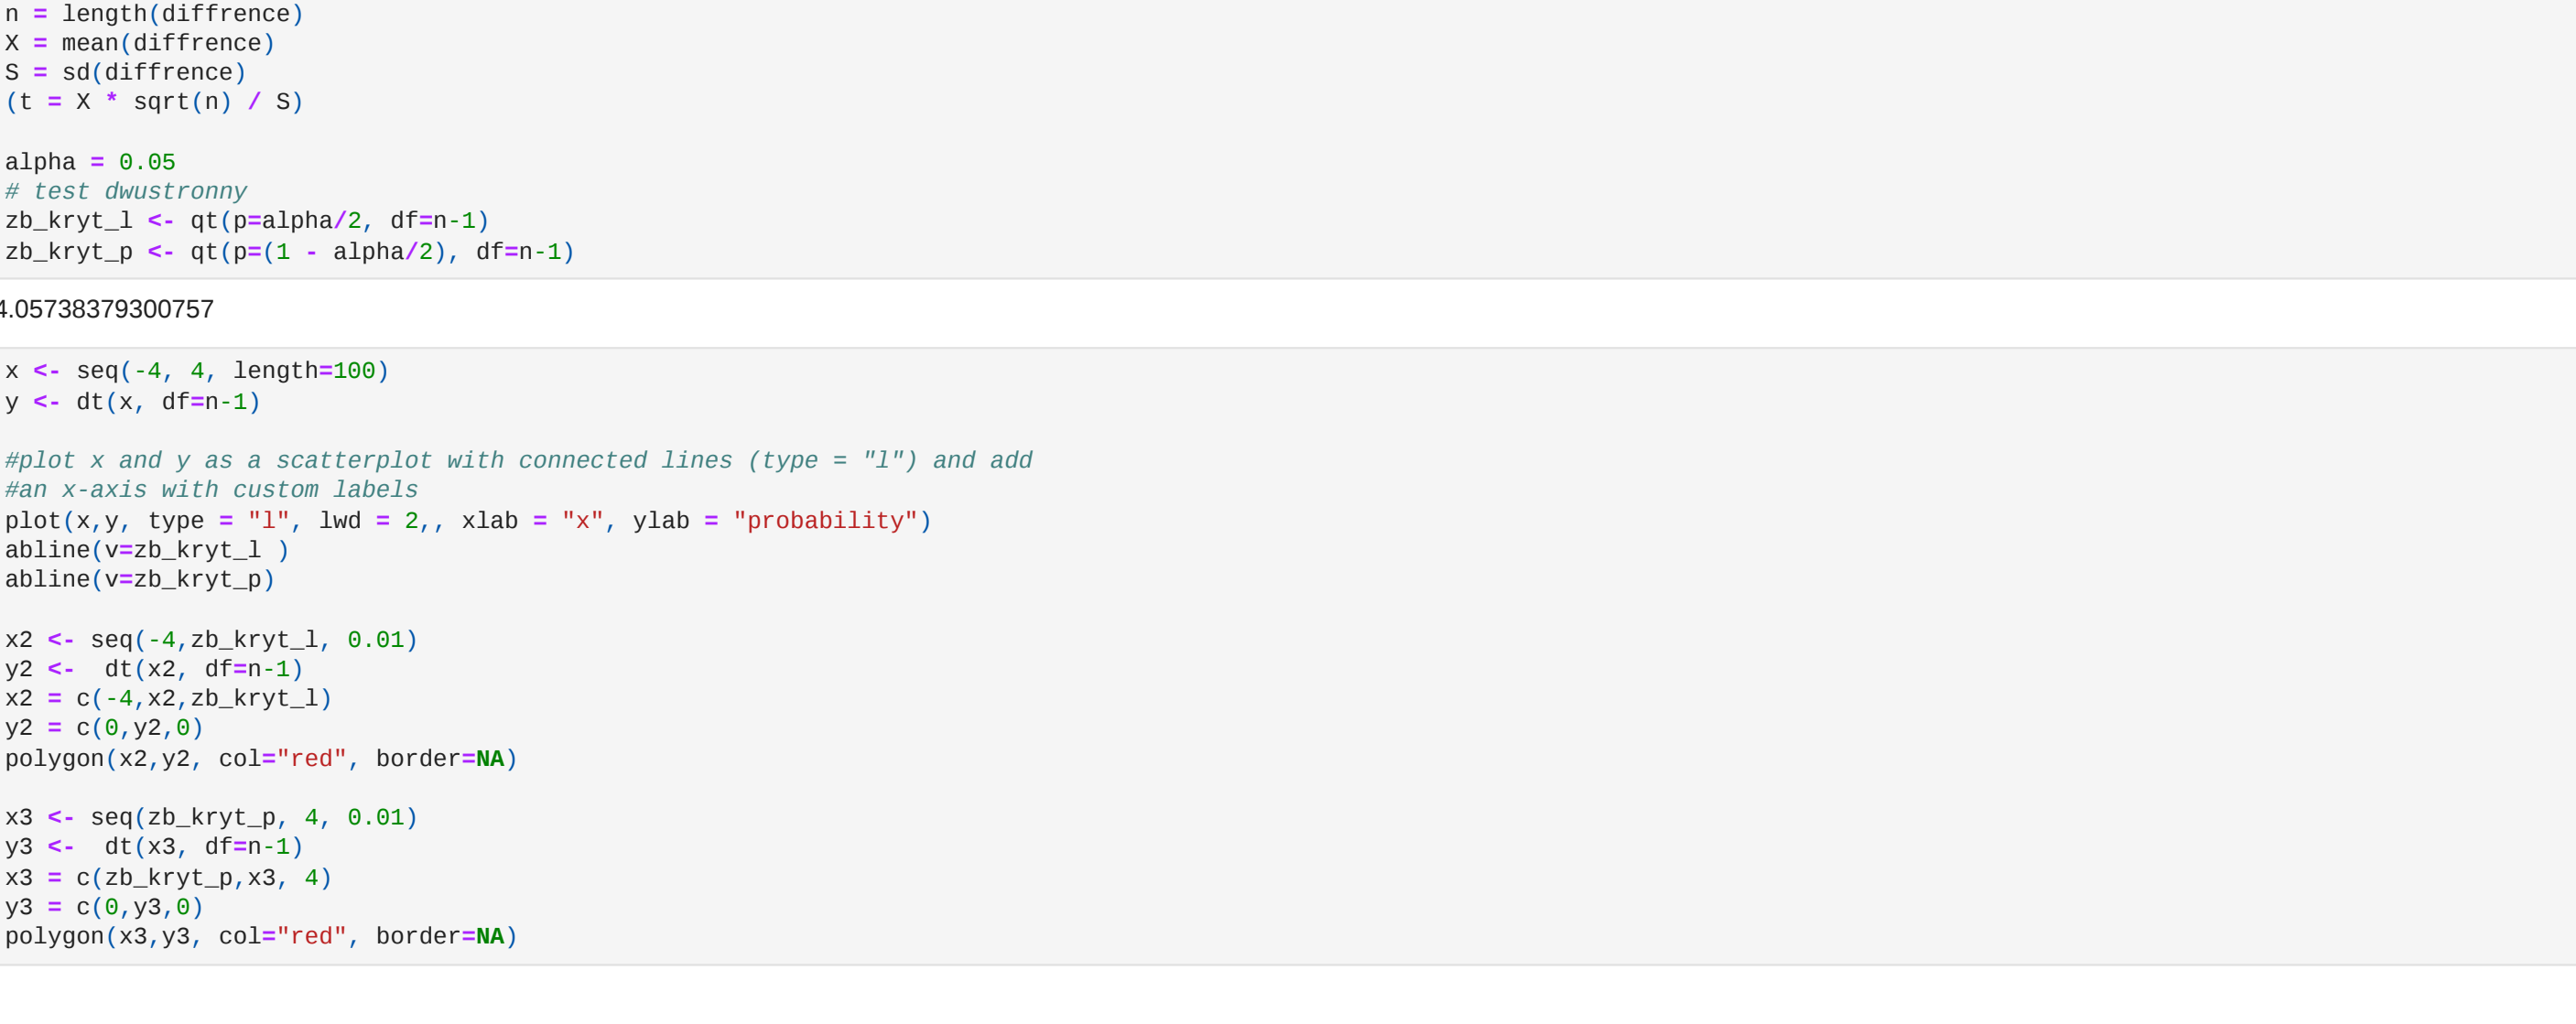 n = length(diffrence)
X = mean(diffrence)
S = sd(diffrence)
(t = X * sqrt(n) / S)
alpha = 0.05
# test dwustronny
zb_kryt_l <- qt(p=alpha/2, df=n-1)
zb_kryt_p <- qt(p=(1 - alpha/2), df=n-1)
4.05738379300757
x <- seq(-4, 4, length=100)
y <- dt(x, df=n-1)
#plot x and y as a scatterplot with connected lines (type = "l") and add
#an x-axis with custom labels
plot(x,y, type = "l", lwd = 2,, xlab = "x", ylab = "probability")
abline(v=zb_kryt_l )
abline(v=zb_kryt_p)
x2 <- seq(-4,zb_kryt_l, 0.01)
y2 <-  dt(x2, df=n-1)
x2 = c(-4,x2,zb_kryt_l)
y2 = c(0,y2,0)
polygon(x2,y2, col="red", border=NA)
x3 <- seq(zb_kryt_p, 4, 0.01)
y3 <-  dt(x3, df=n-1)
x3 = c(zb_kryt_p,x3, 4)
y3 = c(0,y3,0)
polygon(x3,y3, col="red", border=NA)